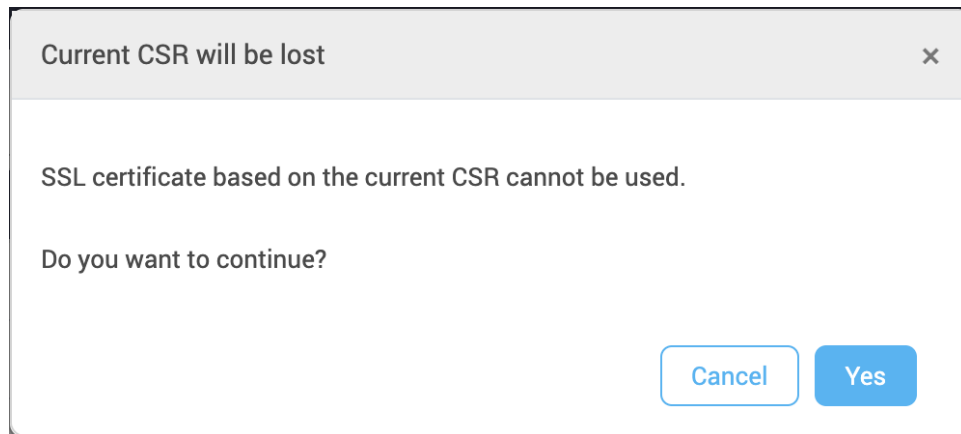 Current CSR will be lost
×
SSL certificate based on the current CSR cannot be used.
Do you want to continue?
Cancel
Yes